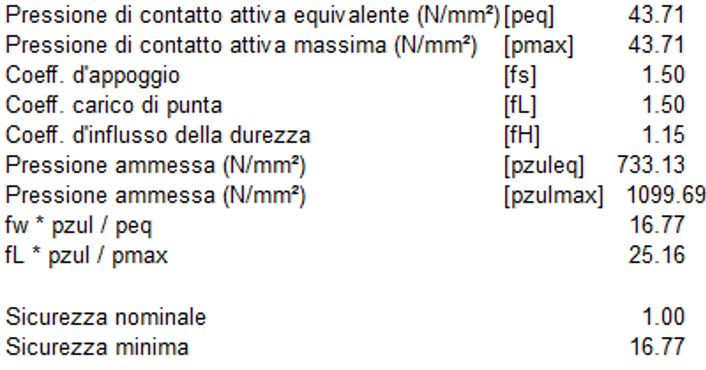 Pressione di contatto attiva equivalente (N/mm²) [peq] 43.71
Pressione di contatto attiva massima (N/mm²) [pmax] 43.71
Coeff. d'appoggio [fs] 1.50
Coeff. carico di punta [fL] 1.50
Coeff. d'influsso della durezza [fH] 1.15
Pressione ammessa (N/mm²) [pzuleq] 733.13
Pressione ammessa (N/mm²) [pzulmax] 1099.69
fw * pzul / peq 16.77
fL * pzul / pmax 25.16
Sicurezza nominale 1.00
Sicurezza minima 16.77